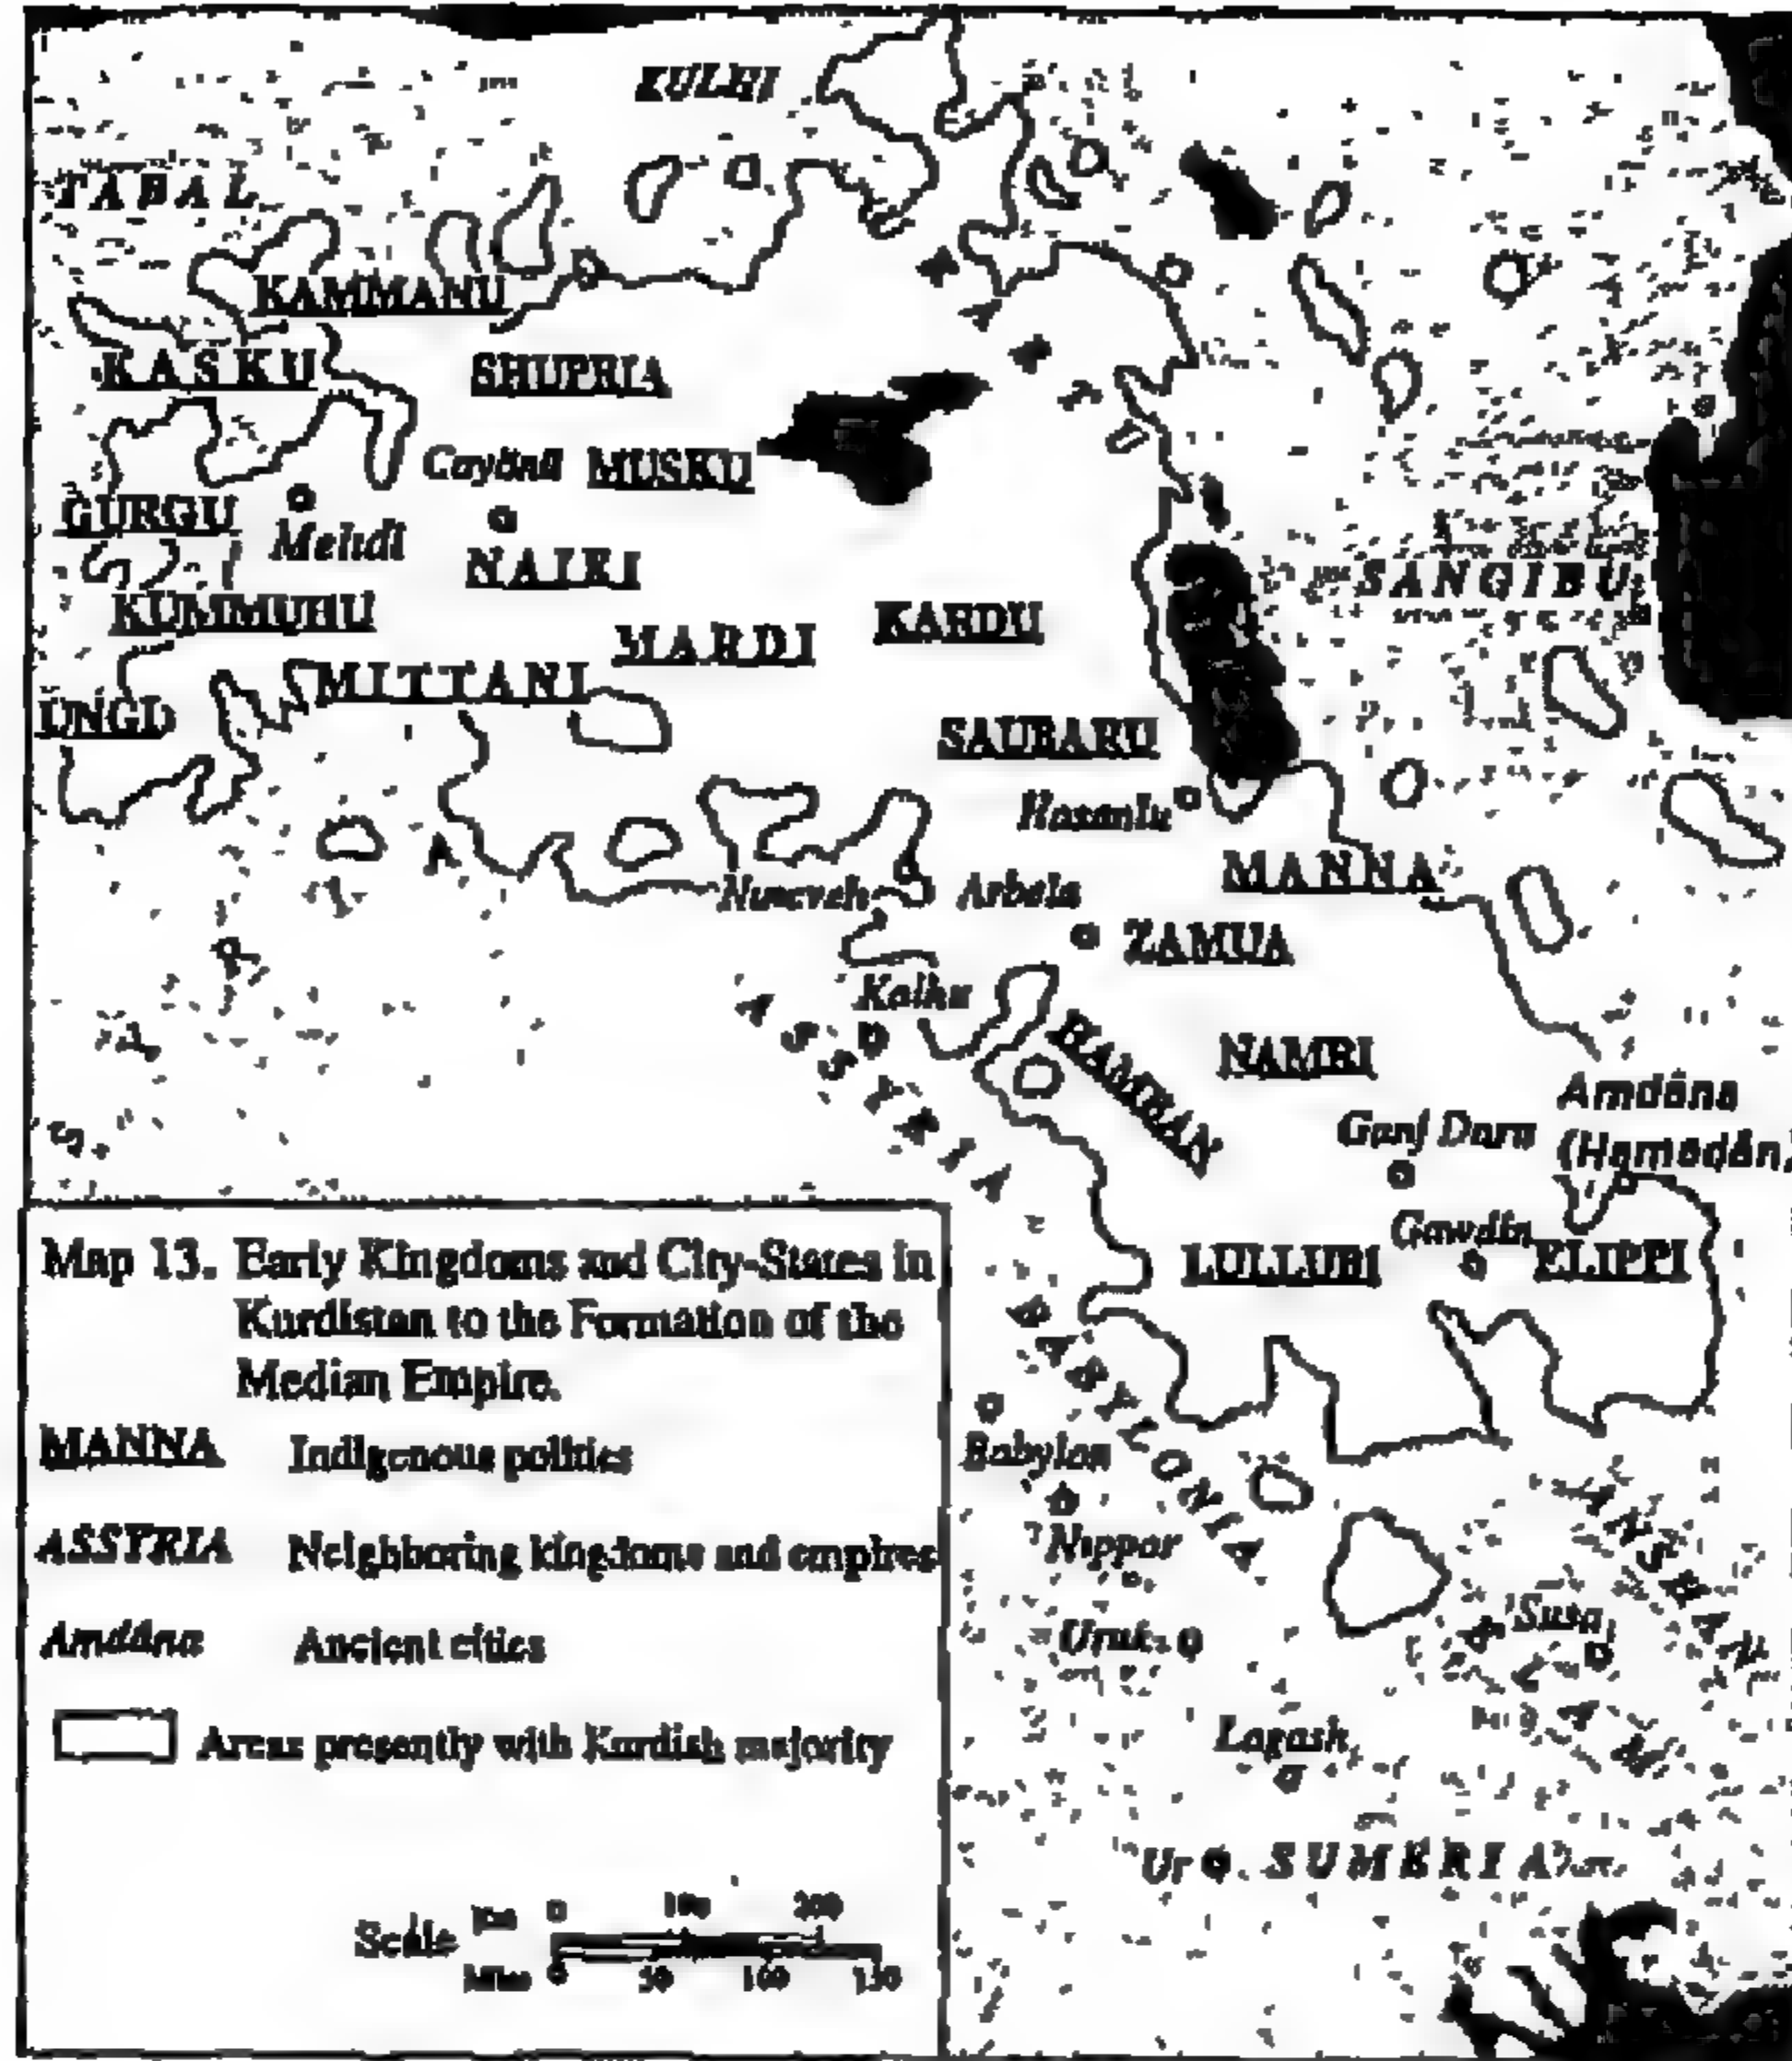 KULHI
TABAL
KAMMANU
KASKU
SHUPRIA
Cayönü MUSKU
GURGU
Mehdi
NAIRI
SANGIBU
KUMMUHU
MARDI
KARDU
MITTANI
UNGI
SAUBARU
Hasanlu
MANNA
Nineveh
Arbela
ZAMUA
Kalhu
ASSYRIA
HAMBAN
NAMRI
Amdâna
(Hamadân)
Ganj Dara
Gawdin
LULLUBI
ELIPPI
BABYLONIA
Babylon
Nippar
Uruk
Susa
Lagash
Ur
SUMERIA
Map 13. Early Kingdoms and City-States in
Kurdistan to the Formation of the
Median Empire.
MANNA Indigenous polities
ASSYRIA Neighboring kingdoms and empires
Amdâna Ancient cities
Areas presently with Kurdish majority
Scale
Km 0 100 200
Miles 0 50 100 150